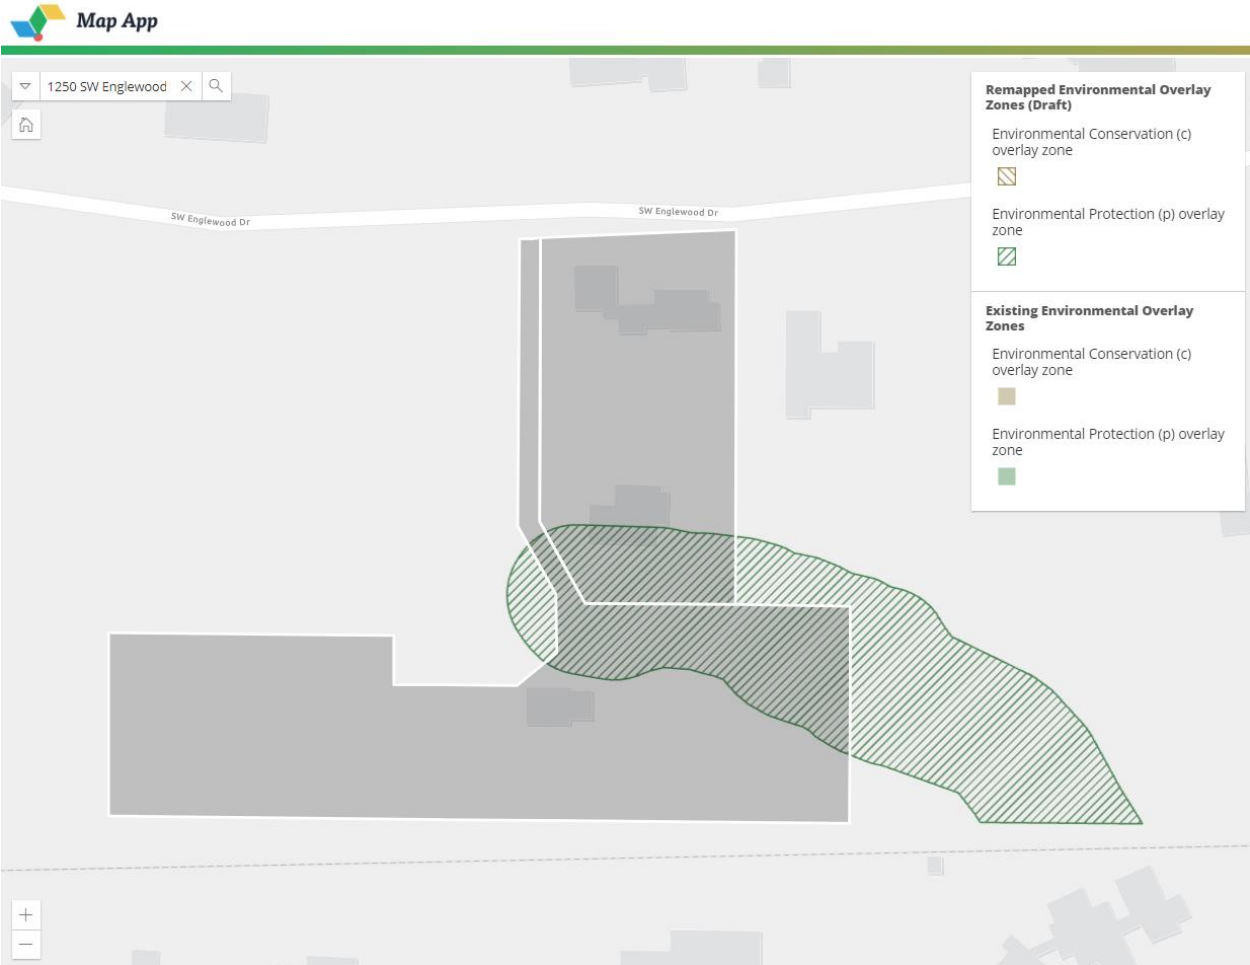 Map App
1250 SW Englewood
SW Englewood Dr
SW Englewood Dr
Remapped Environmental Overlay
Zones (Draft)
Environmental Conservation (c)
overlay zone
Environmental Protection (p) overlay
zone
Existing Environmental Overlay
Zones
Environmental Conservation (c)
overlay zone
Environmental Protection (p) overlay
zone